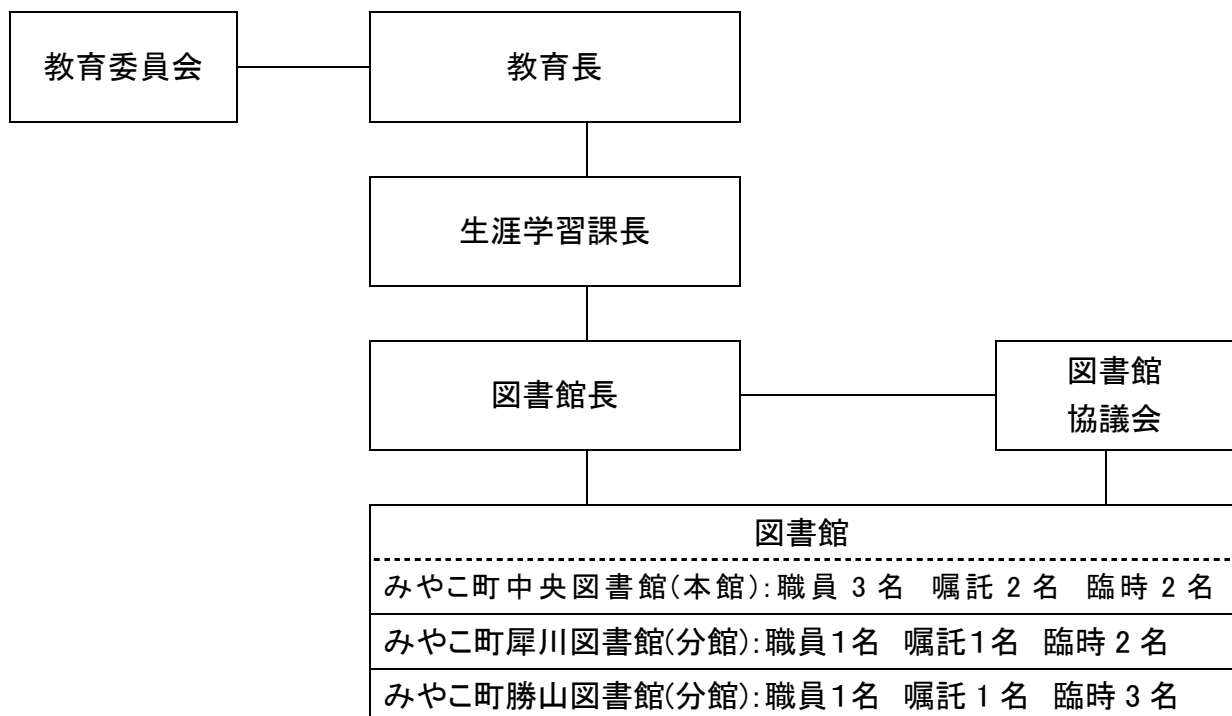 教育委員会
教育長
生涯学習課長
図書館長
図書館
協議会
図書館
みやこ町中央図書館(本館):職員 3 名 嘱託 2 名 臨時 2 名
みやこ町犀川図書館(分館):職員1名 嘱託1名 臨時 2 名
みやこ町勝山図書館(分館):職員1名 嘱託 1 名 臨時 3 名